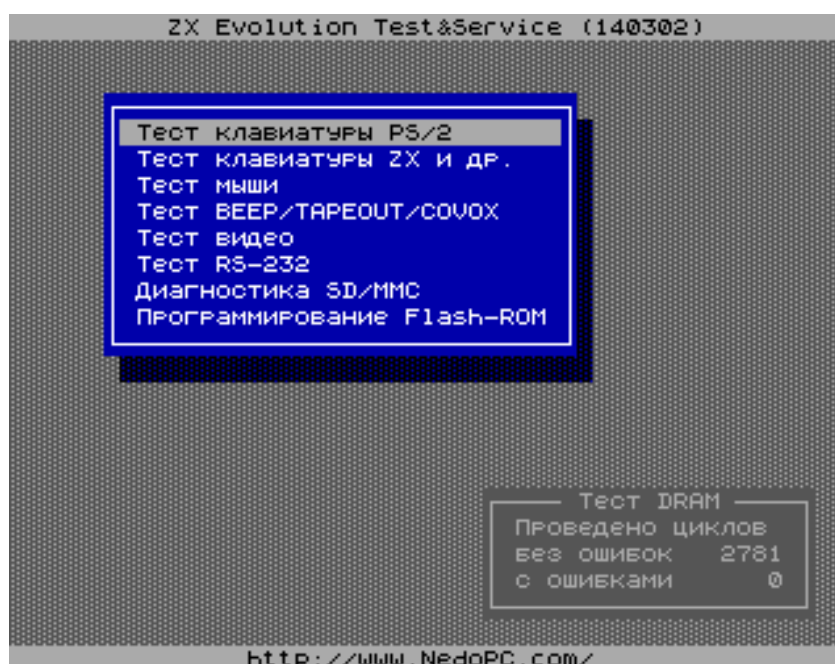 ZX Evolution Test&Service (140302)
Тест клавиатуры PS/2
Тест клавиатуры ZX и др.
Тест мыши
Тест BEEP/TAPEOUT/COVOX
Тест видео
Тест RS-232
Диагностика SD/MMC
Программирование Flash-ROM
Тест DRAM
Проведено циклов
без ошибок 2781
с ошибками 0
http://www.NedoPC.com/